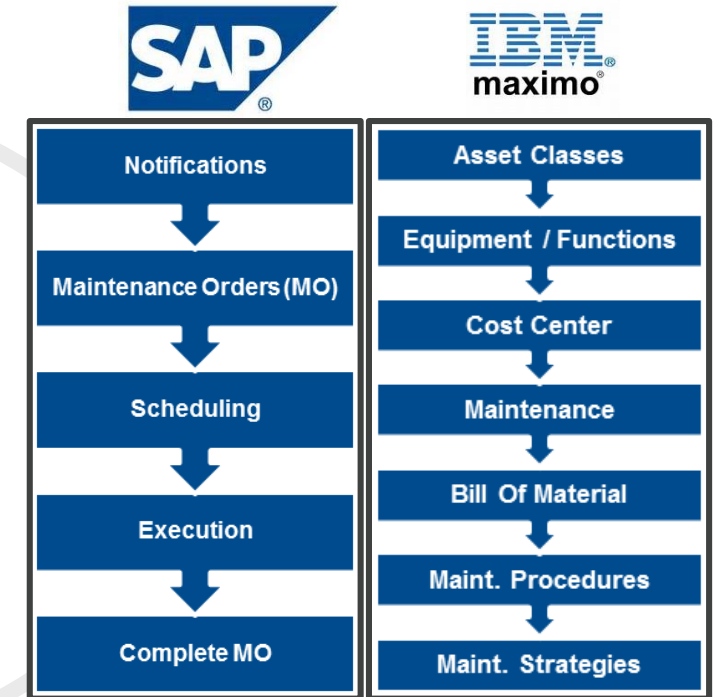 SAP
®
IBM®
maximo®
Notifications
Maintenance Orders (MO)
Scheduling
Execution
Complete MO
Asset Classes
Equipment / Functions
Cost Center
Maintenance
Bill Of Material
Maint. Procedures
Maint. Strategies